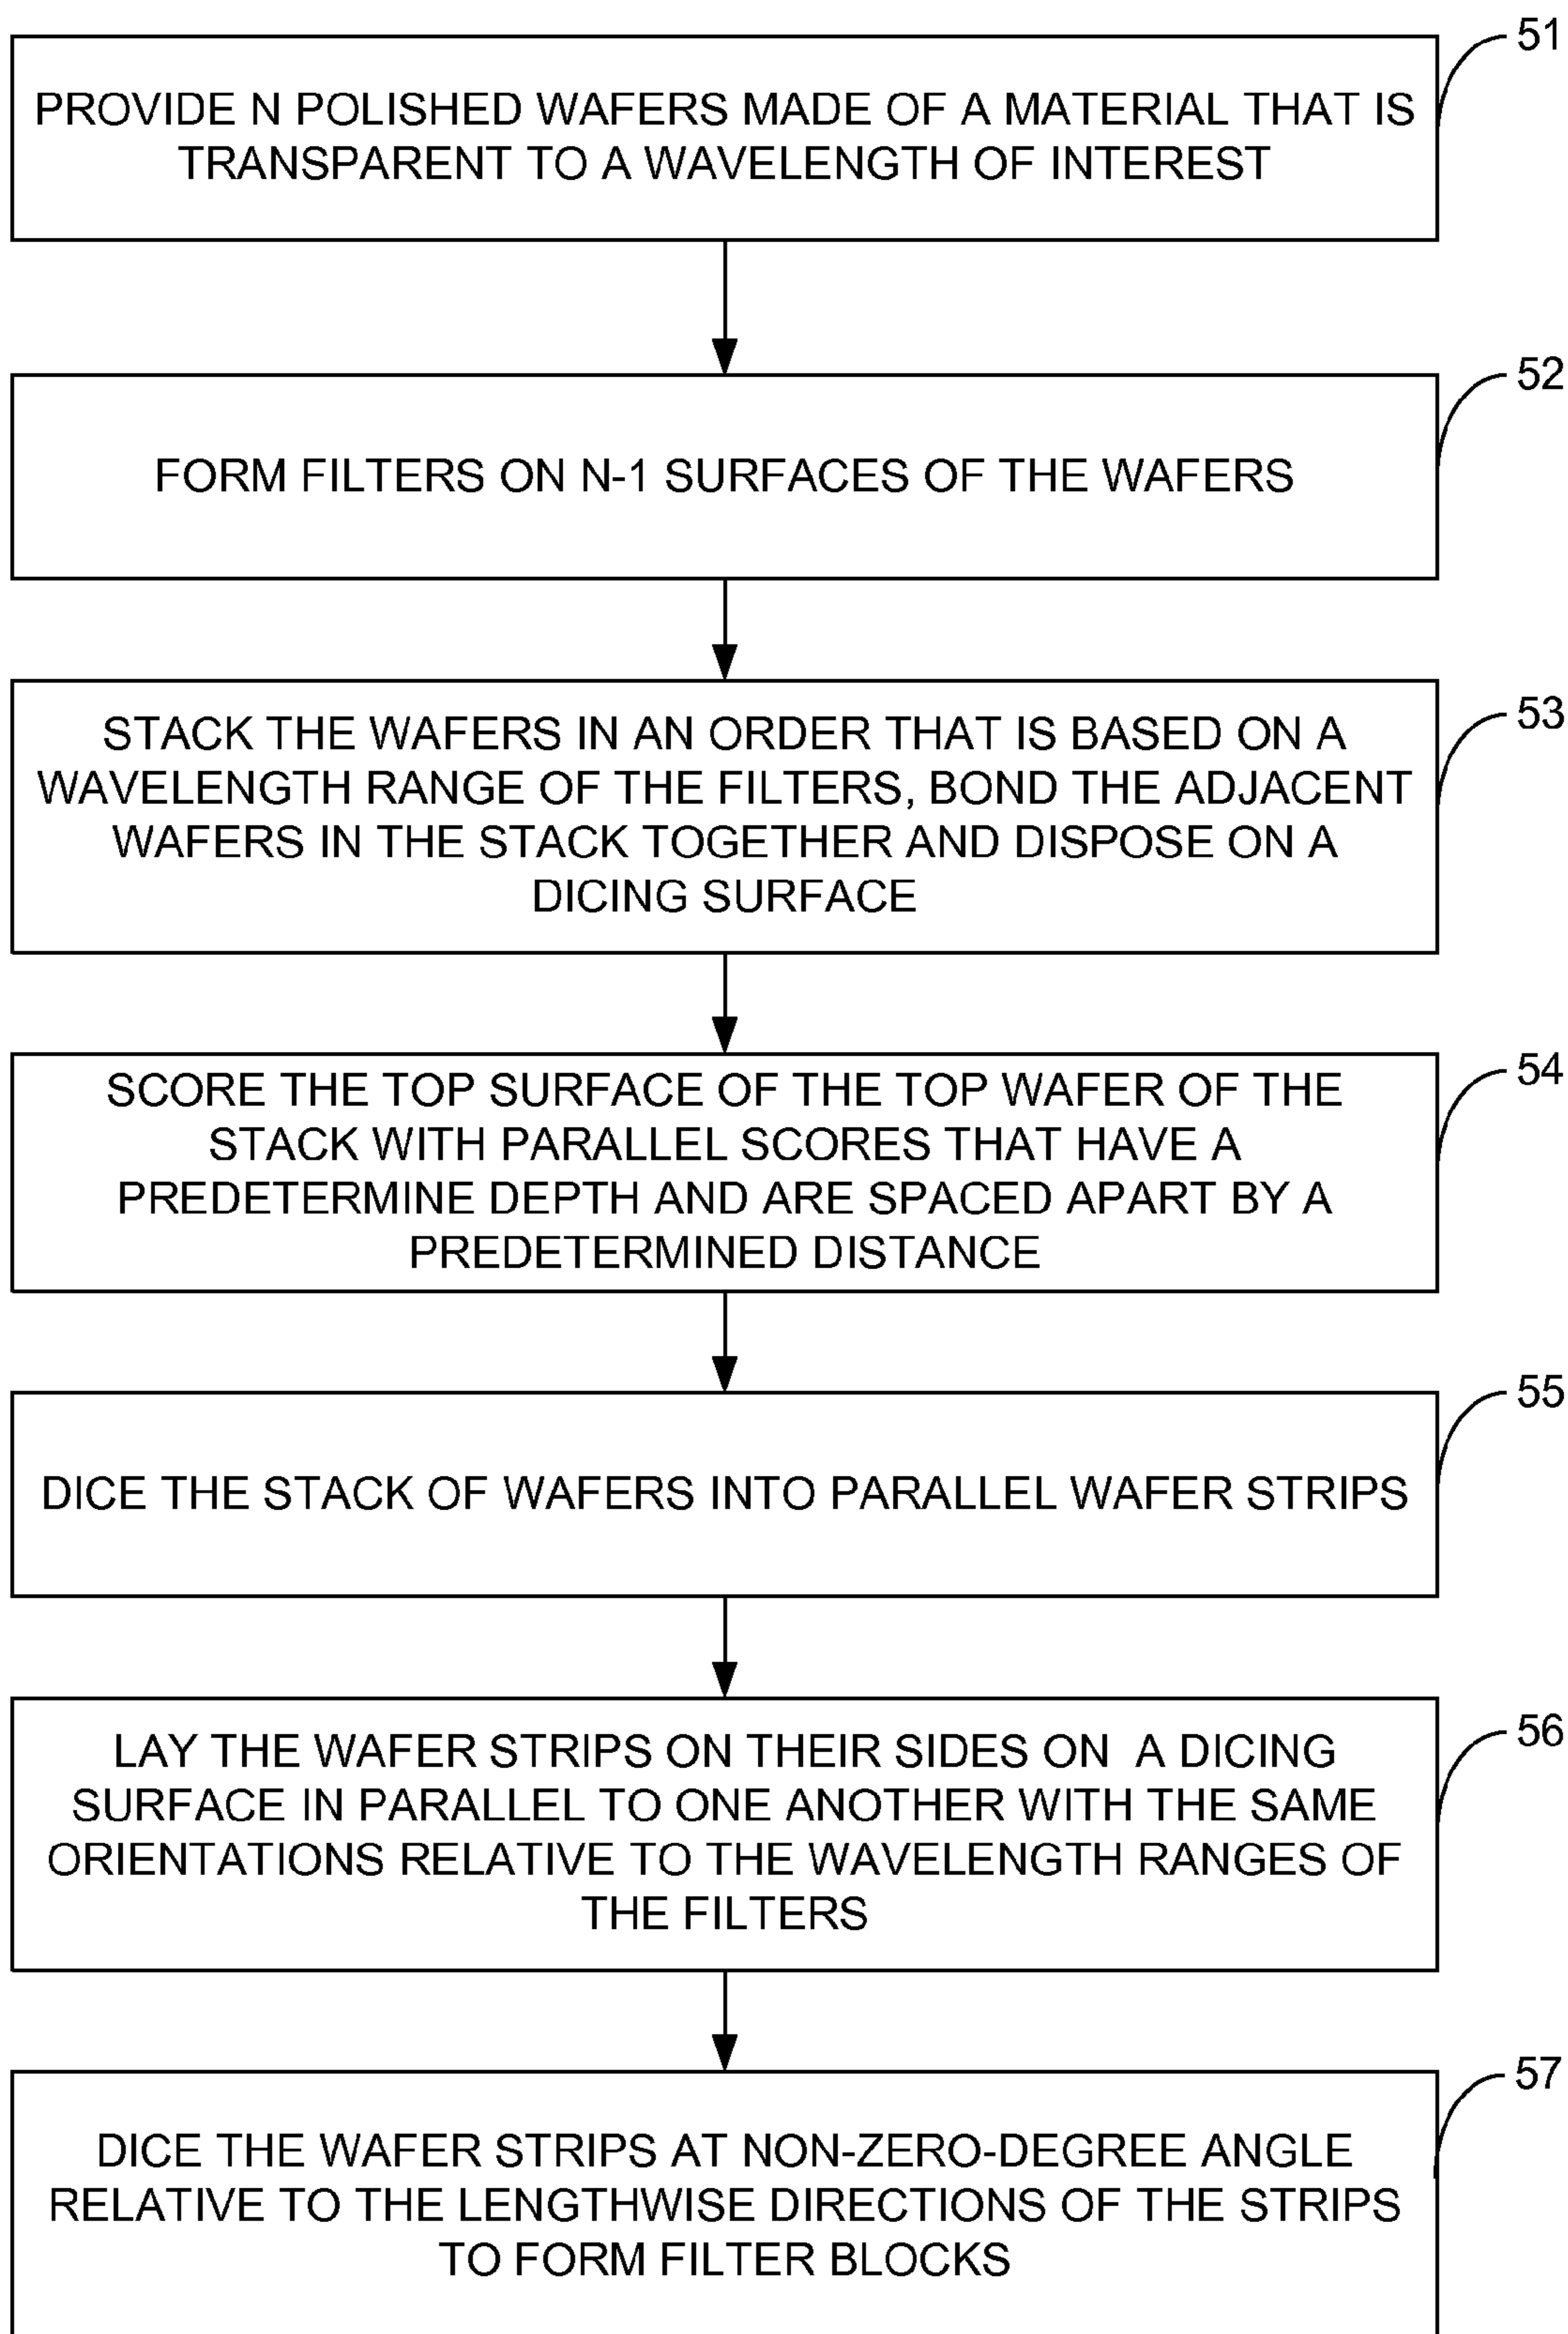 51
PROVIDE N POLISHED WAFERS MADE OF A MATERIAL THAT IS
TRANSPARENT TO A WAVELENGTH OF INTEREST
52
FORM FILTERS ON N-1 SURFACES OF THE WAFERS
53
STACK THE WAFERS IN AN ORDER THAT IS BASED ON A
WAVELENGTH RANGE OF THE FILTERS, BOND THE ADJACENT
WAFERS IN THE STACK TOGETHER AND DISPOSE ON A
DICING SURFACE
54
SCORE THE TOP SURFACE OF THE TOP WAFER OF THE
STACK WITH PARALLEL SCORES THAT HAVE A
PREDETERMINE DEPTH AND ARE SPACED APART BY A
PREDETERMINED DISTANCE
55
DICE THE STACK OF WAFERS INTO PARALLEL WAFER STRIPS
56
LAY THE WAFER STRIPS ON THEIR SIDES ON A DICING
SURFACE IN PARALLEL TO ONE ANOTHER WITH THE SAME
ORIENTATIONS RELATIVE TO THE WAVELENGTH RANGES OF
THE FILTERS
57
DICE THE WAFER STRIPS AT NON-ZERO-DEGREE ANGLE
RELATIVE TO THE LENGTHWISE DIRECTIONS OF THE STRIPS
TO FORM FILTER BLOCKS